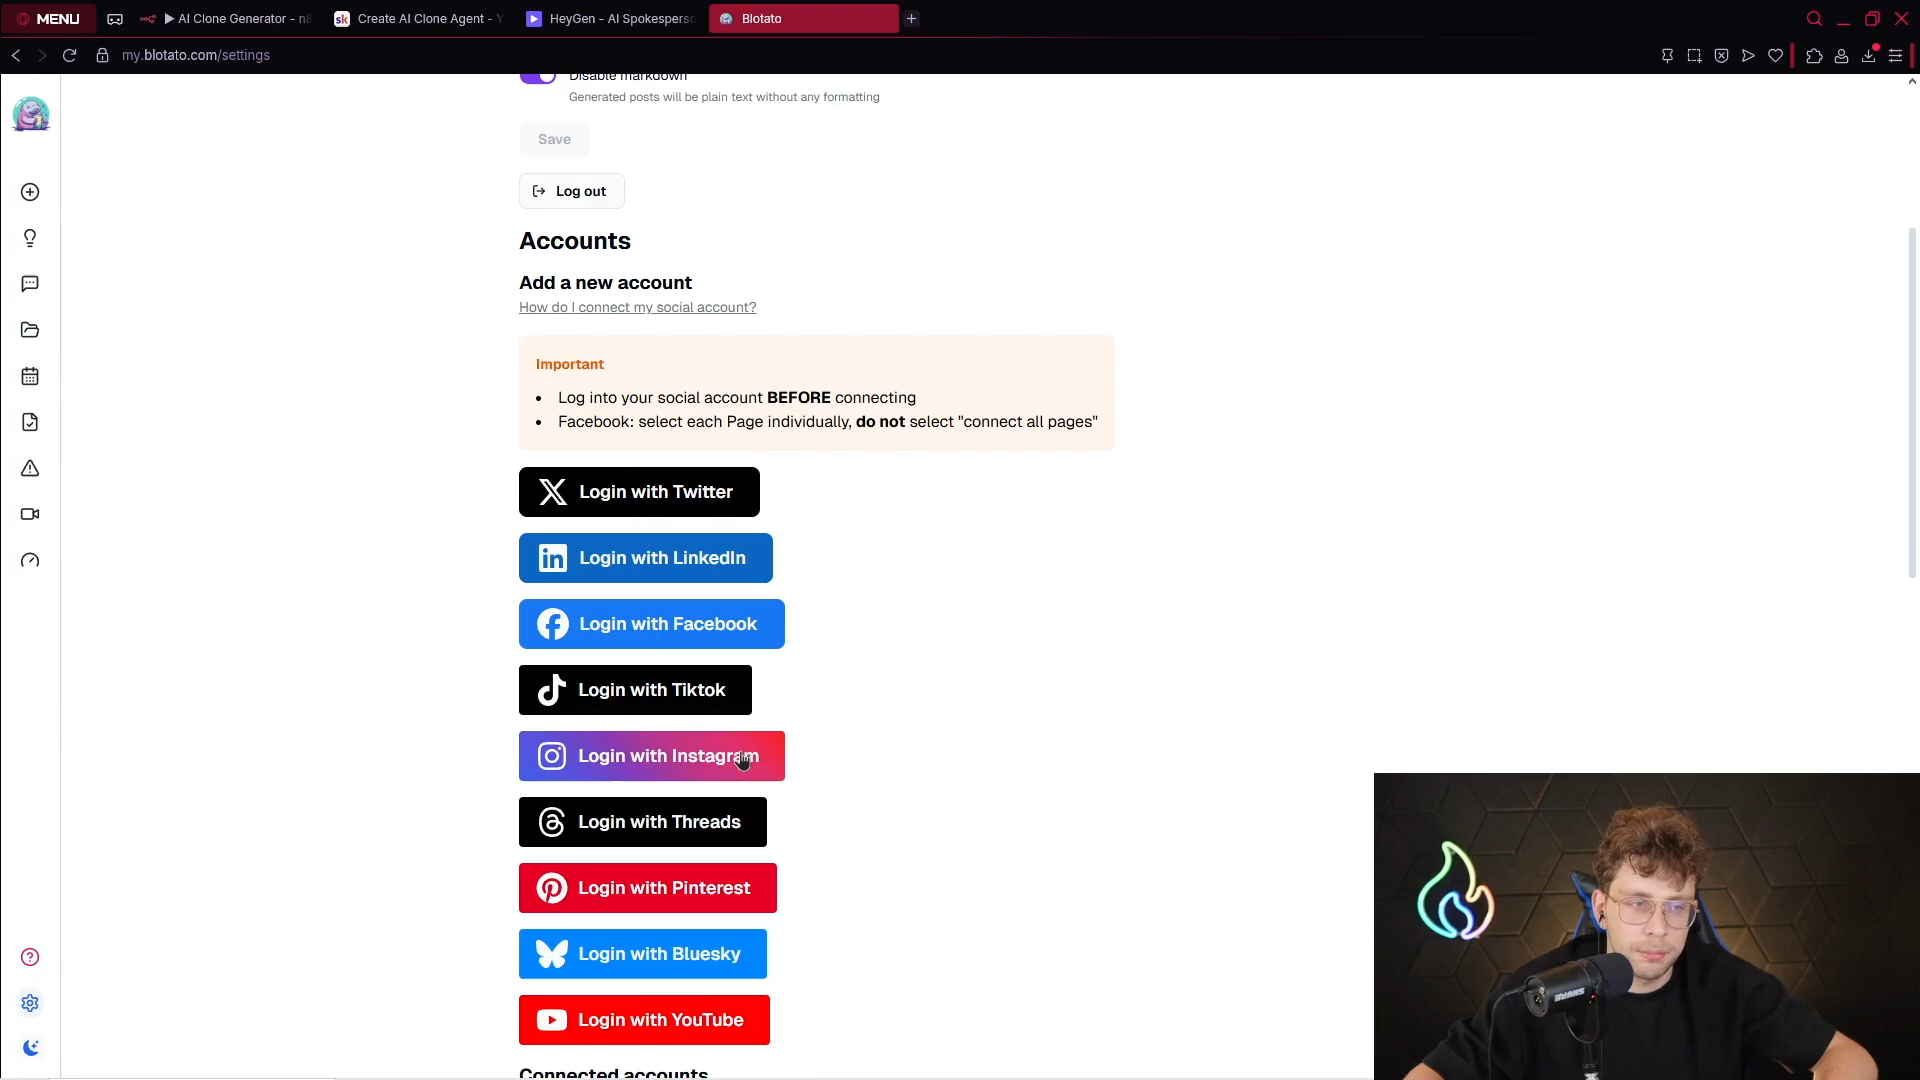 MENU
AI Clone Generator - n8
Create AI Clone Agent - Y
HeyGen - AI Spokesperso
Blotato
my.blotato.com/settings
Disable markdown
Generated posts will be plain text without any formatting
Save
Log out
Accounts
Add a new account
How do I connect my social account?
Important
• Log into your social account BEFORE connecting
• Facebook: select each Page individually, do not select "connect all pages"
Login with Twitter
Login with LinkedIn
Login with Facebook
Login with Tiktok
Login with Instagram
Login with Threads
Login with Pinterest
Login with Bluesky
Login with YouTube
Connected accounts
SHURE